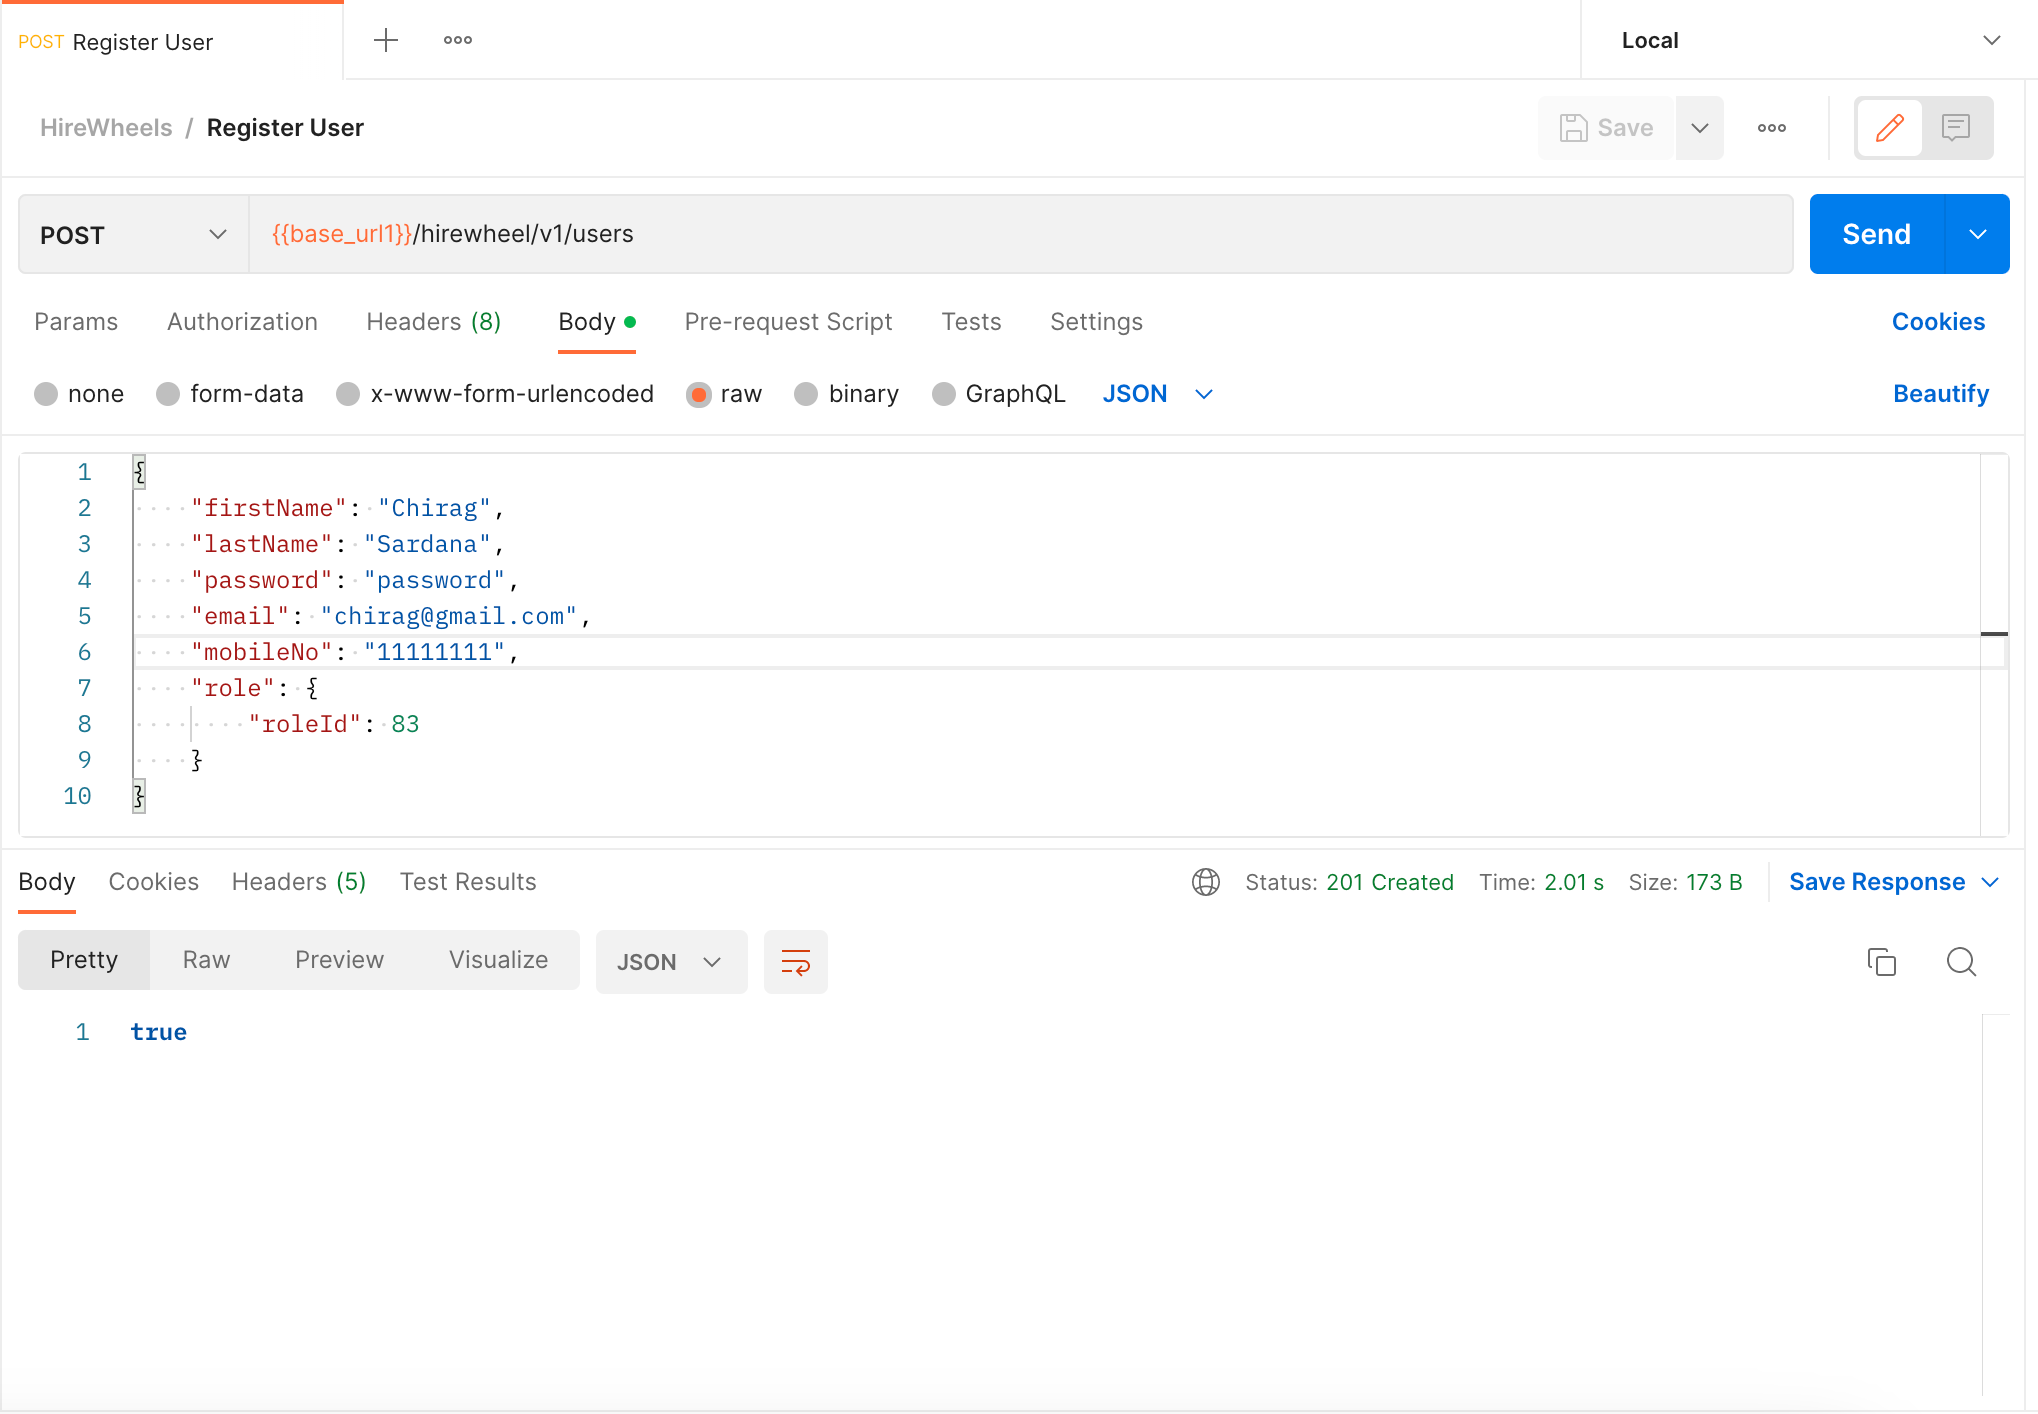 POST Register User
Local
HireWheels / Register User
Save
POST
{{base_url1}}/hirewheel/v1/users
Send
Params Authorization Headers (8) Body Pre-request Script Tests Settings Cookies
none form-data x-www-form-urlencoded raw binary GraphQL JSON Beautify
1 {
2 "firstName": "Chirag",
3 "lastName": "Sardana",
4 "password": "password",
5 "email": "chirag@gmail.com",
6 "mobileNo": "11111111",
7 "role": {
8 "roleId": 83
9 }
10 }
Body Cookies Headers (5) Test Results Status: 201 Created Time: 2.01 s Size: 173 B Save Response
Pretty Raw Preview Visualize JSON
1 true